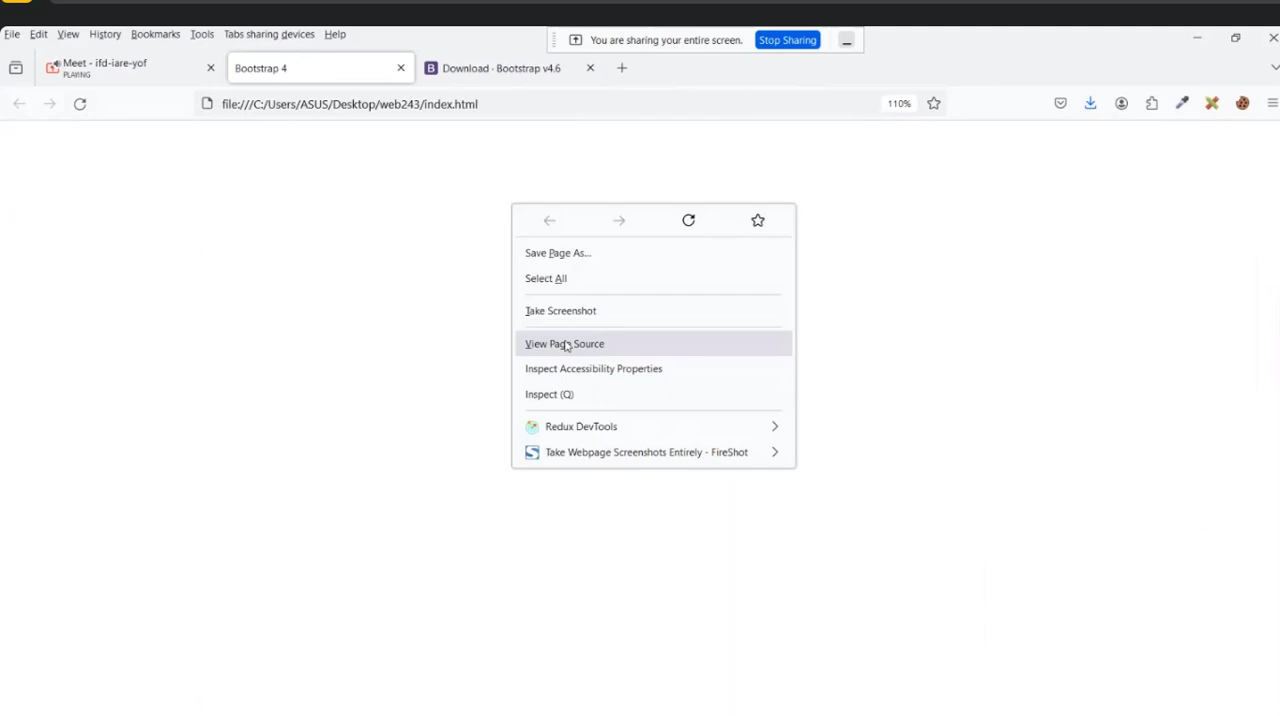 File Edit View History Bookmarks Tools Tabs sharing devices Help
You are sharing your entire screen. Stop Sharing
Meet - ifd-iare-yof
PLAYING
Bootstrap 4
B Download · Bootstrap v4.6
file:///C:/Users/ASUS/Desktop/web243/index.html
110%
Save Page As...
Select All
Take Screenshot
View Page Source
Inspect Accessibility Properties
Inspect (Q)
Redux DevTools
Take Webpage Screenshots Entirely - FireShot